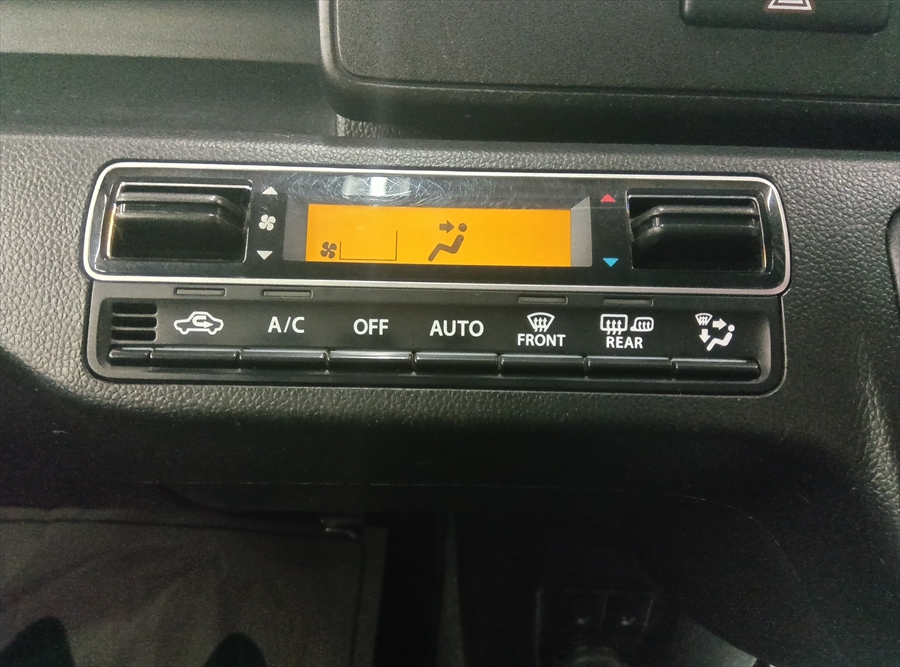 A/C
OFF
AUTO
FRONT
REAR